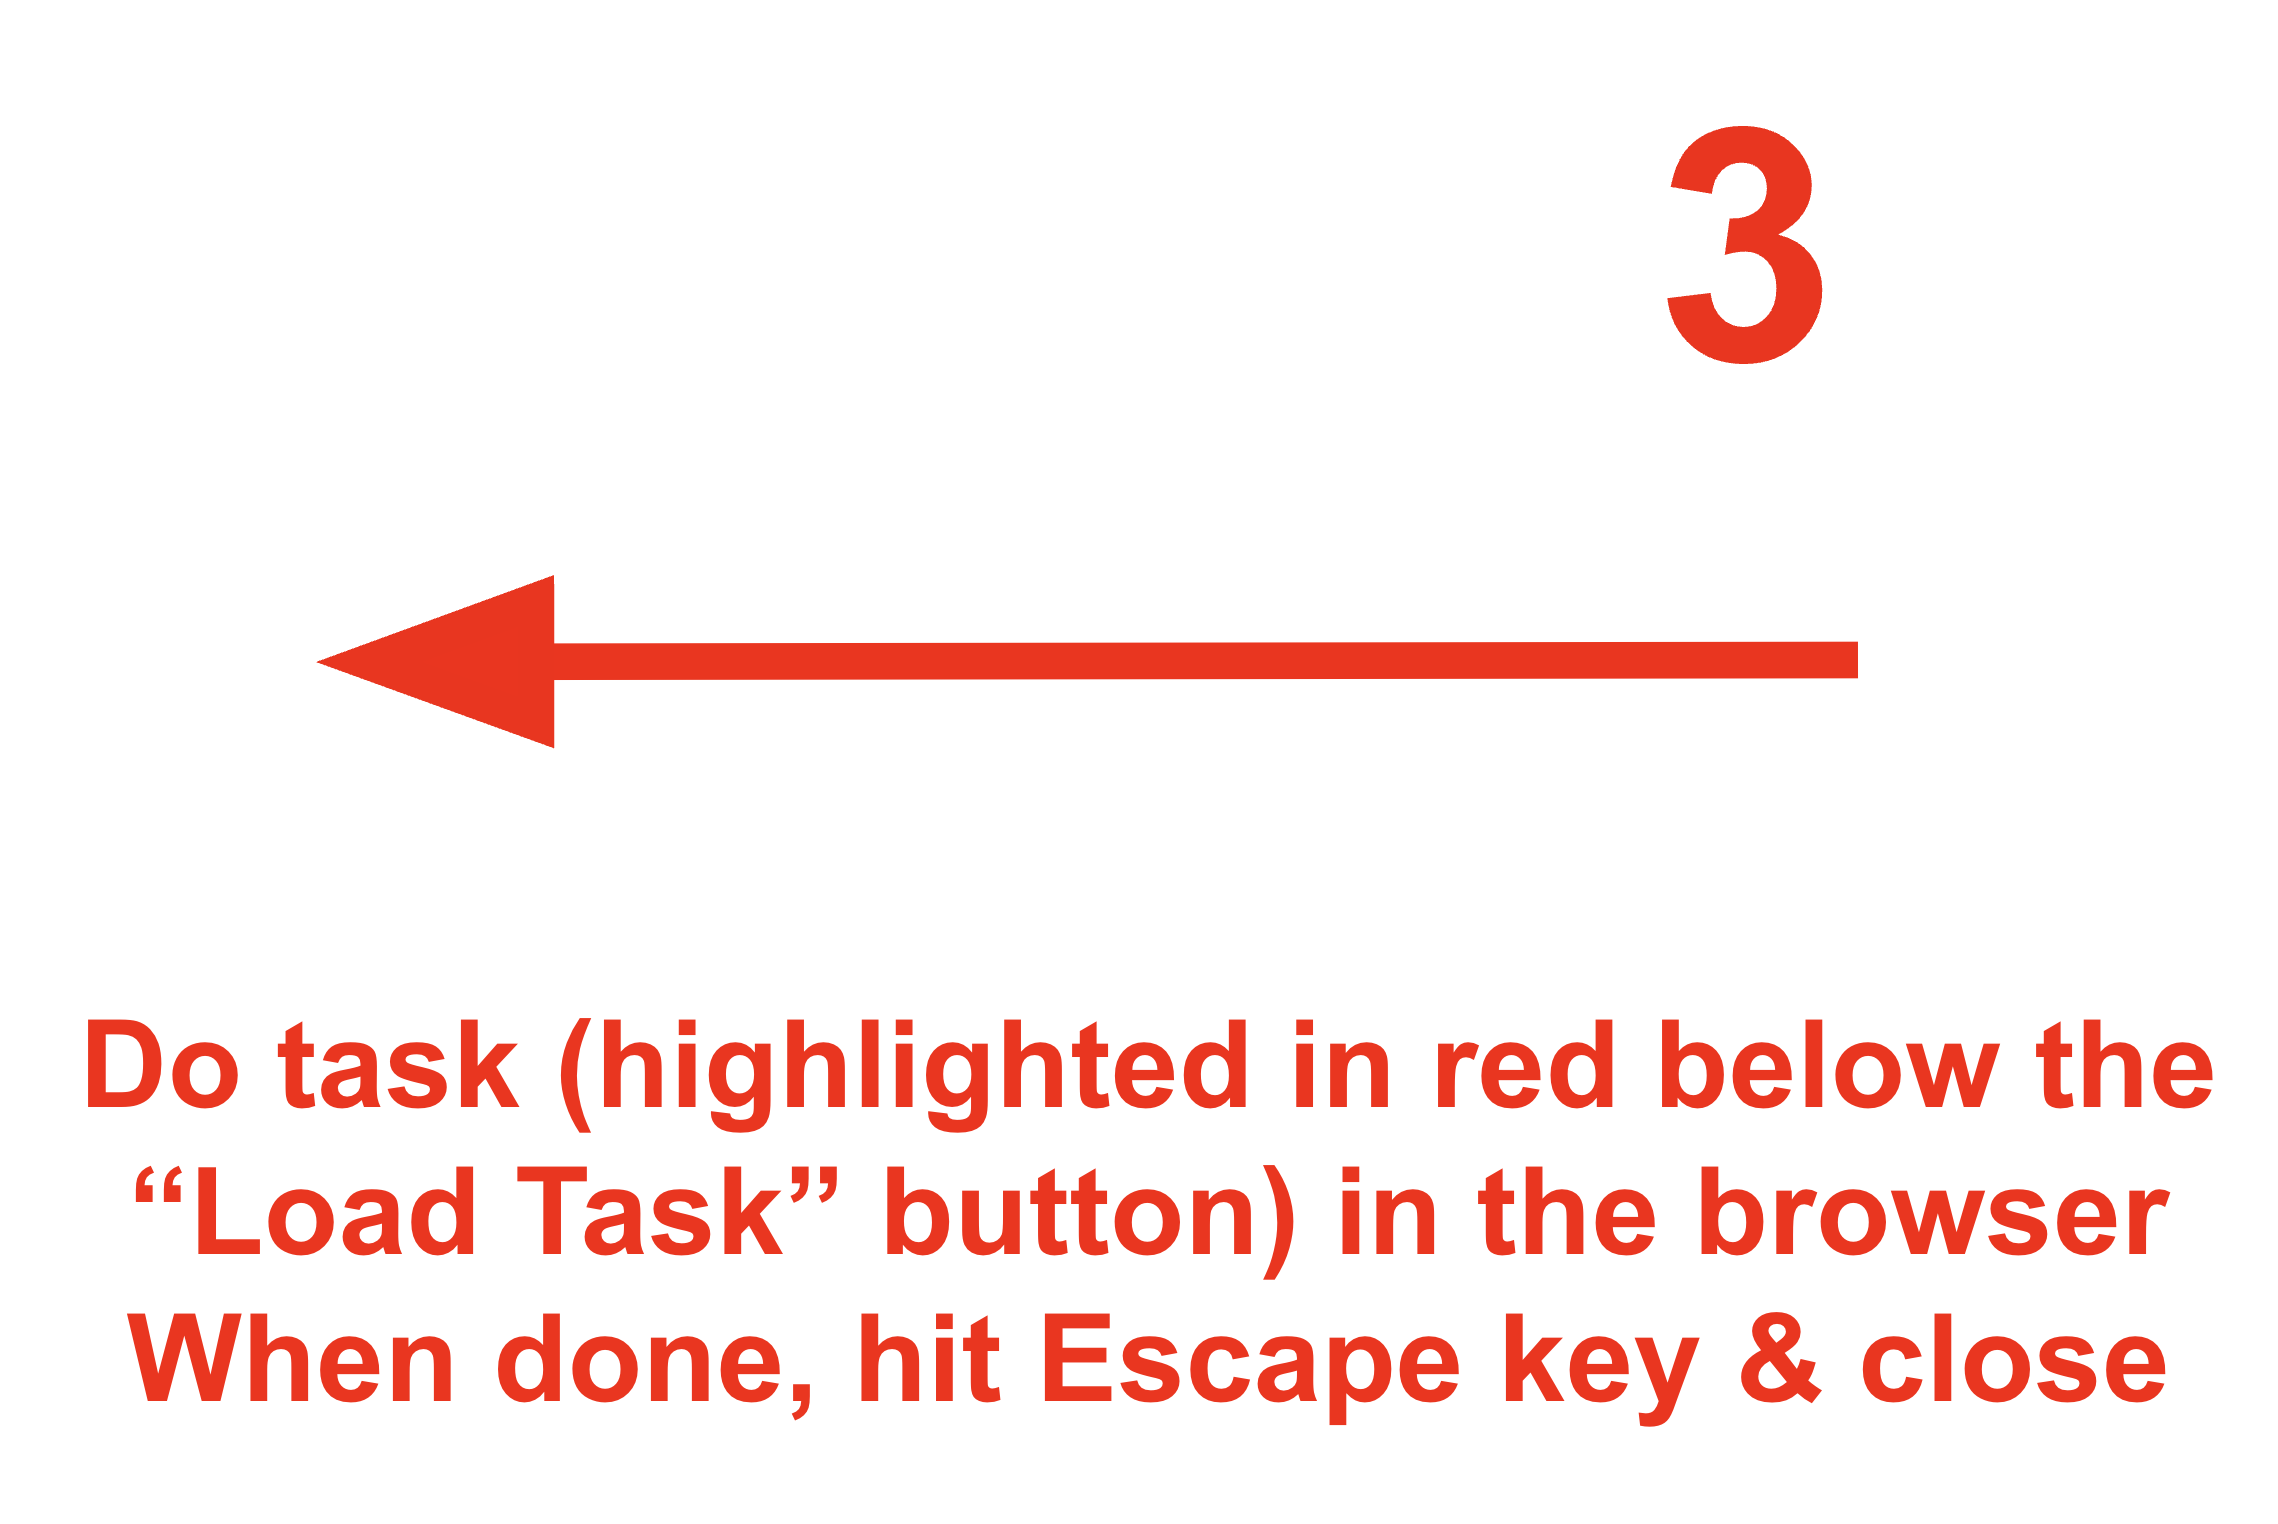 3
Do task (highlighted in red below the
“Load Task” button) in the browser
When done, hit Escape key & close